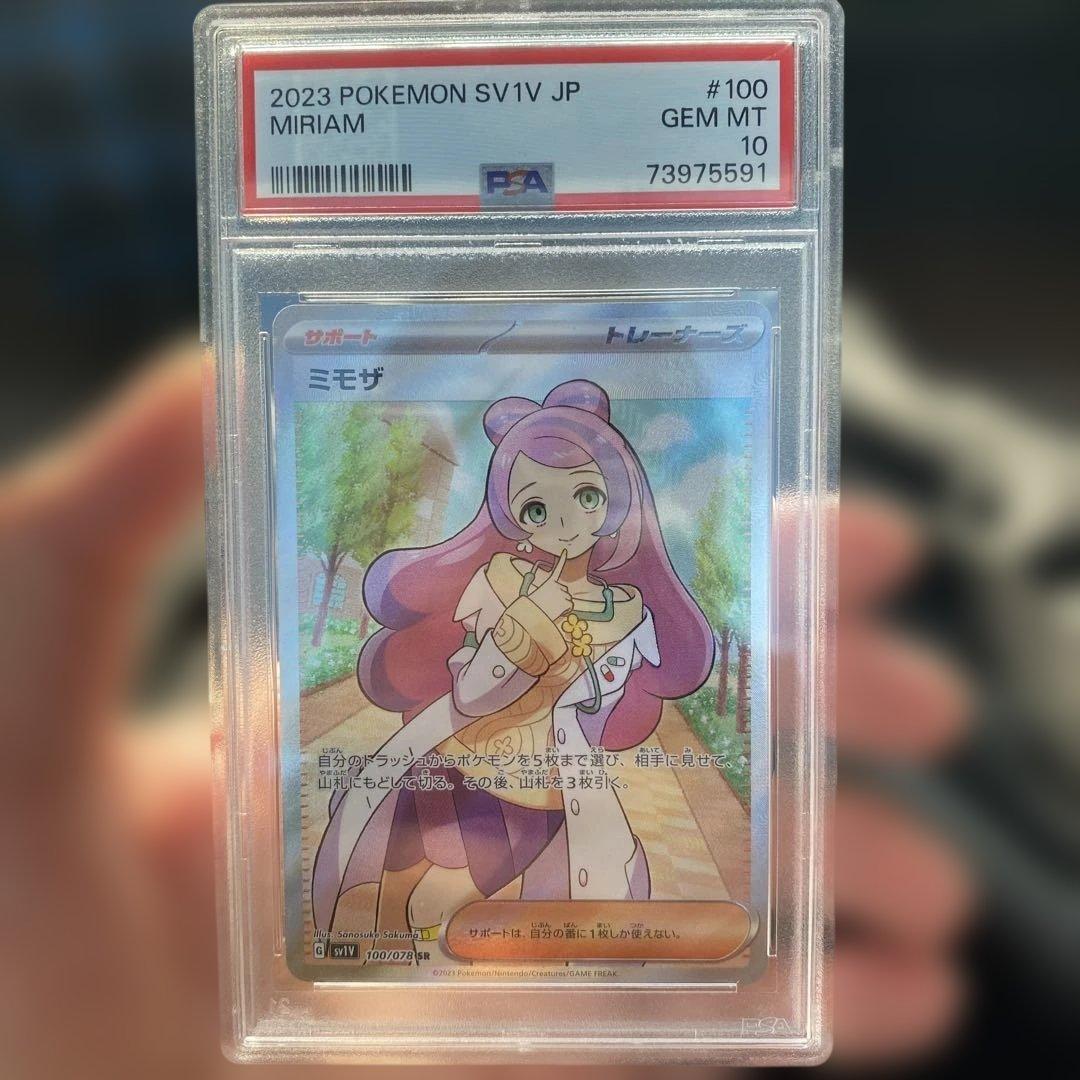 2023 POKEMON SV1V JP #100
MIRIAM GEM MT
10
PSA 73975591
サポート トレーナーズ
ミモザ
自分のトラッシュからポケモンを5枚まで選び、相手に見せて、
山札にもどして切る。その後、山札を3枚引く。
Illus. Sanosuke Sakuma
サポートは、自分の番に1枚しか使えない。
G sv1V 100/078 SR
©2023 Pokémon/Nintendo/Creatures/GAME FREAK.
PSA